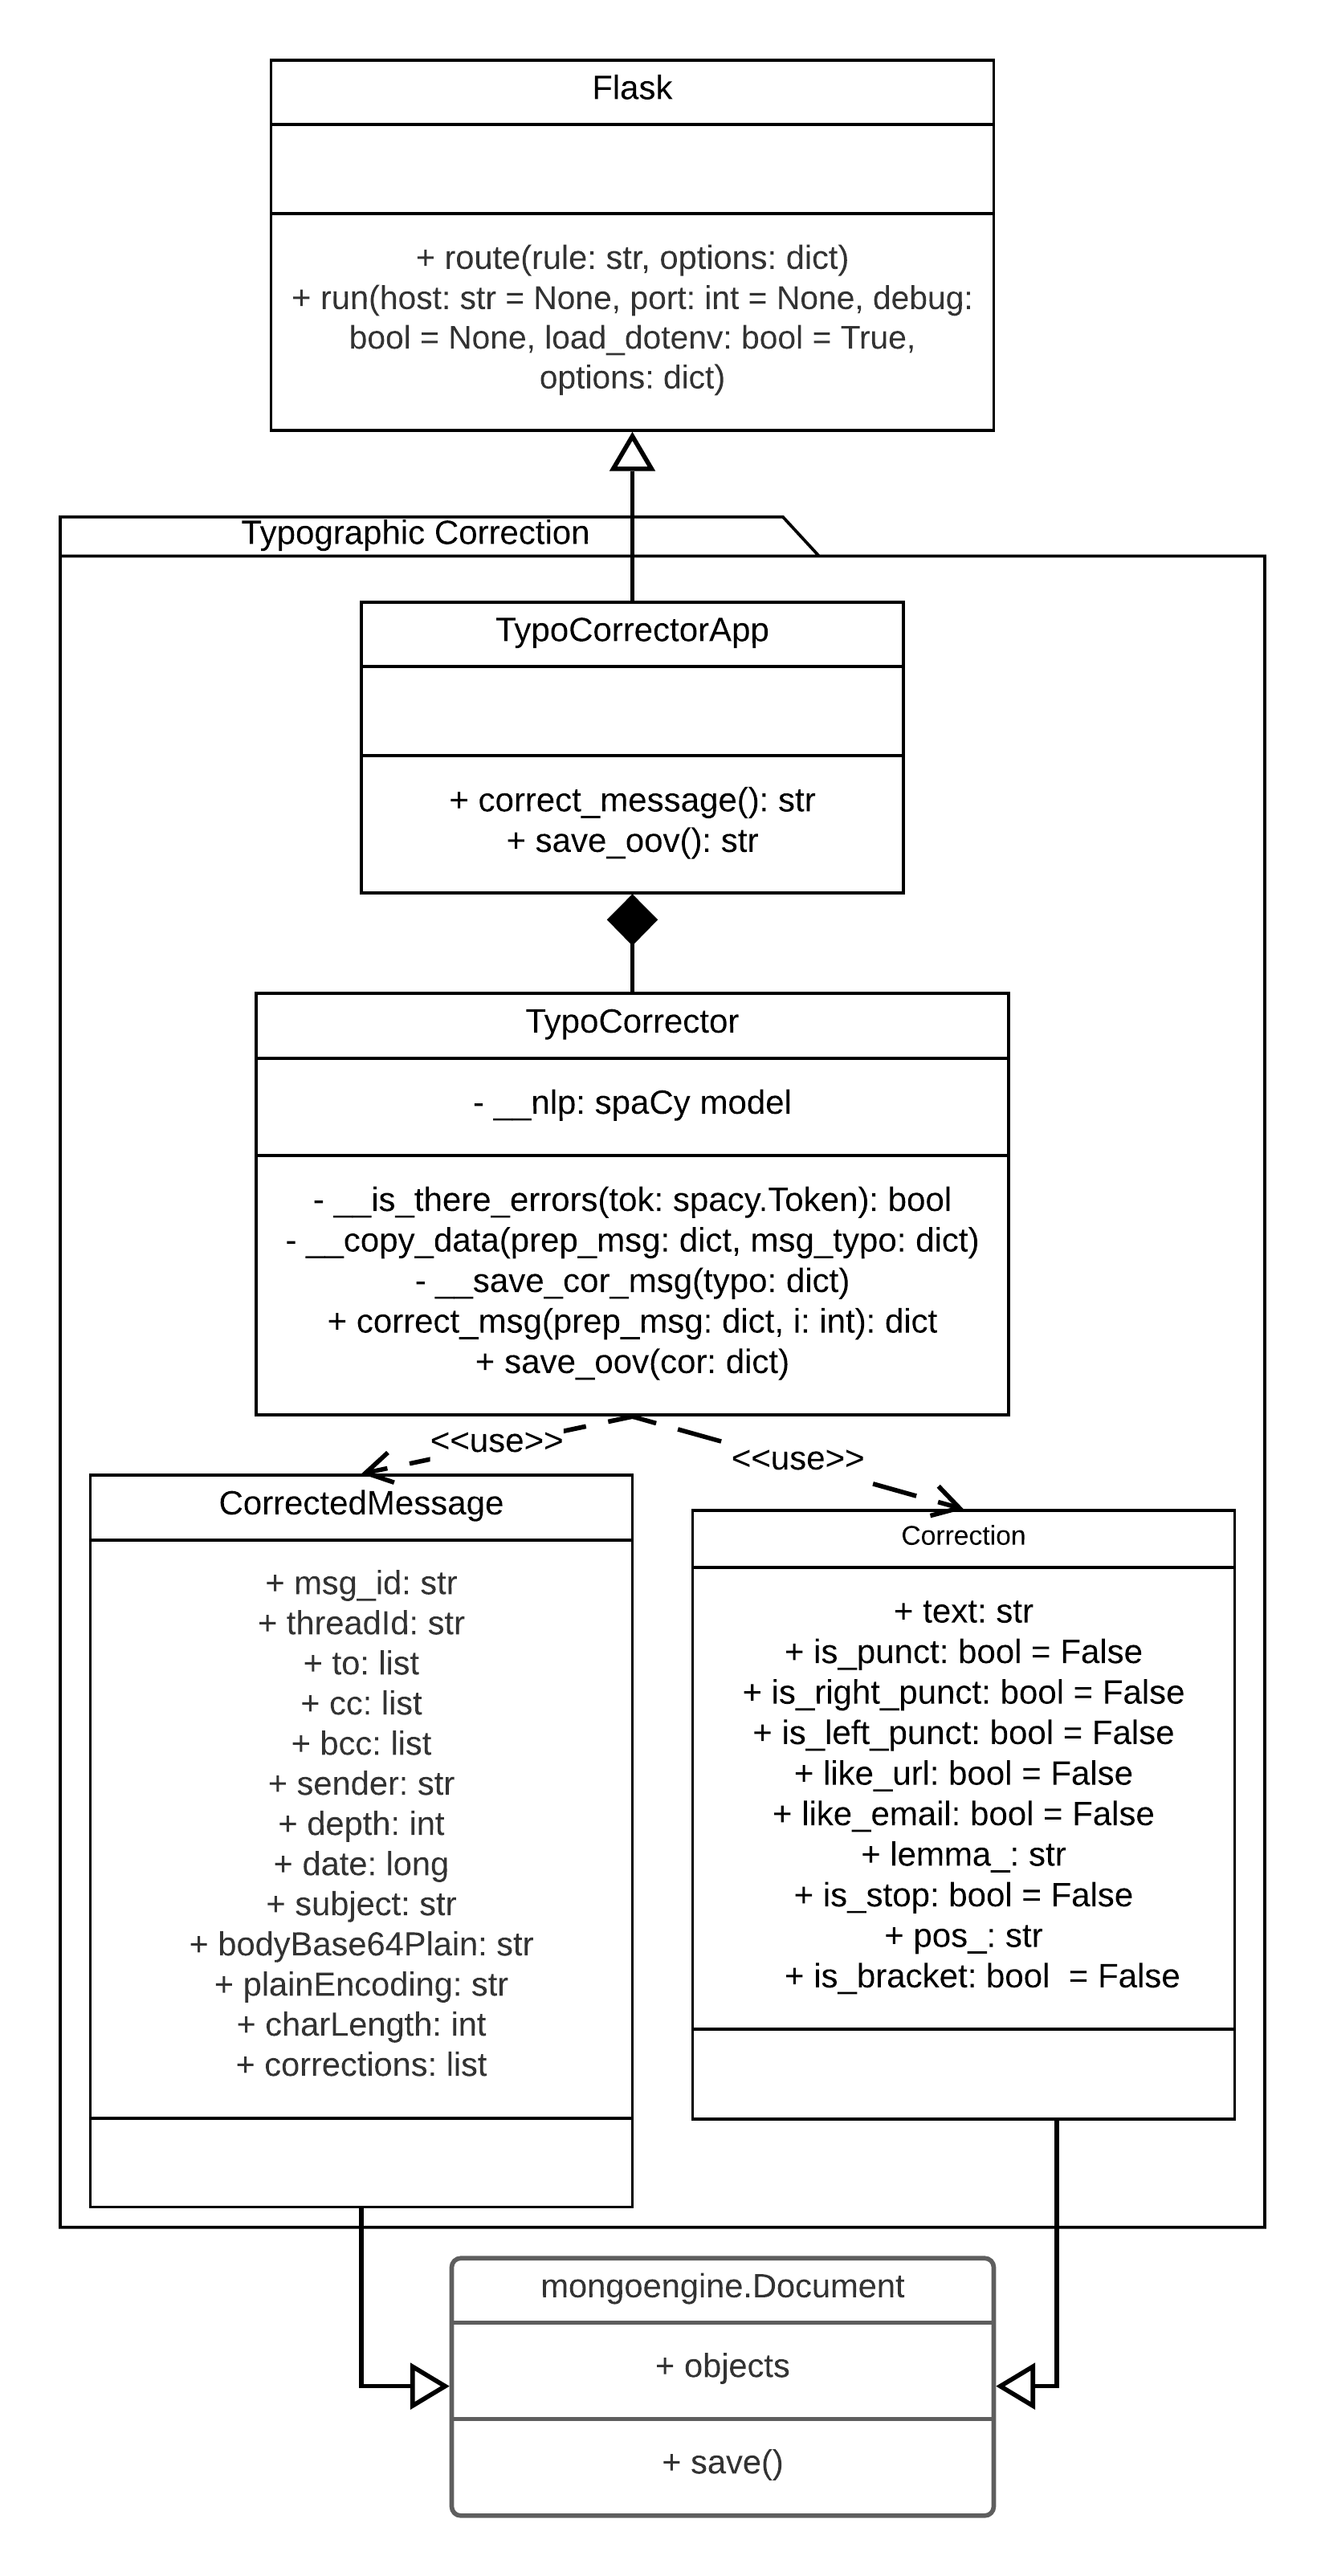 Flask
+ route(rule: str, options: dict)
+ run(host: str = None, port: int = None, debug:
bool = None, load_dotenv: bool = True,
options: dict)
Typographic Correction
TypoCorrectorApp
+ correct_message(): str
+ save_oov(): str
TypoCorrector
- __nlp: spaCy model
- __is_there_errors(tok: spacy.Token): bool
- __copy_data(prep_msg: dict, msg_typo: dict)
- __save_cor_msg(typo: dict)
+ correct_msg(prep_msg: dict, i: int): dict
+ save_oov(cor: dict)
<<use>>
<<use>>
CorrectedMessage
+ msg_id: str
+ threadId: str
+ to: list
+ cc: list
+ bcc: list
+ sender: str
+ depth: int
+ date: long
+ subject: str
+ bodyBase64Plain: str
+ plainEncoding: str
+ charLength: int
+ corrections: list
Correction
+ text: str
+ is_punct: bool = False
+ is_right_punct: bool = False
+ is_left_punct: bool = False
+ like_url: bool = False
+ like_email: bool = False
+ lemma_: str
+ is_stop: bool = False
+ pos_: str
+ is_bracket: bool  = False
mongoengine.Document
+ objects
+ save()